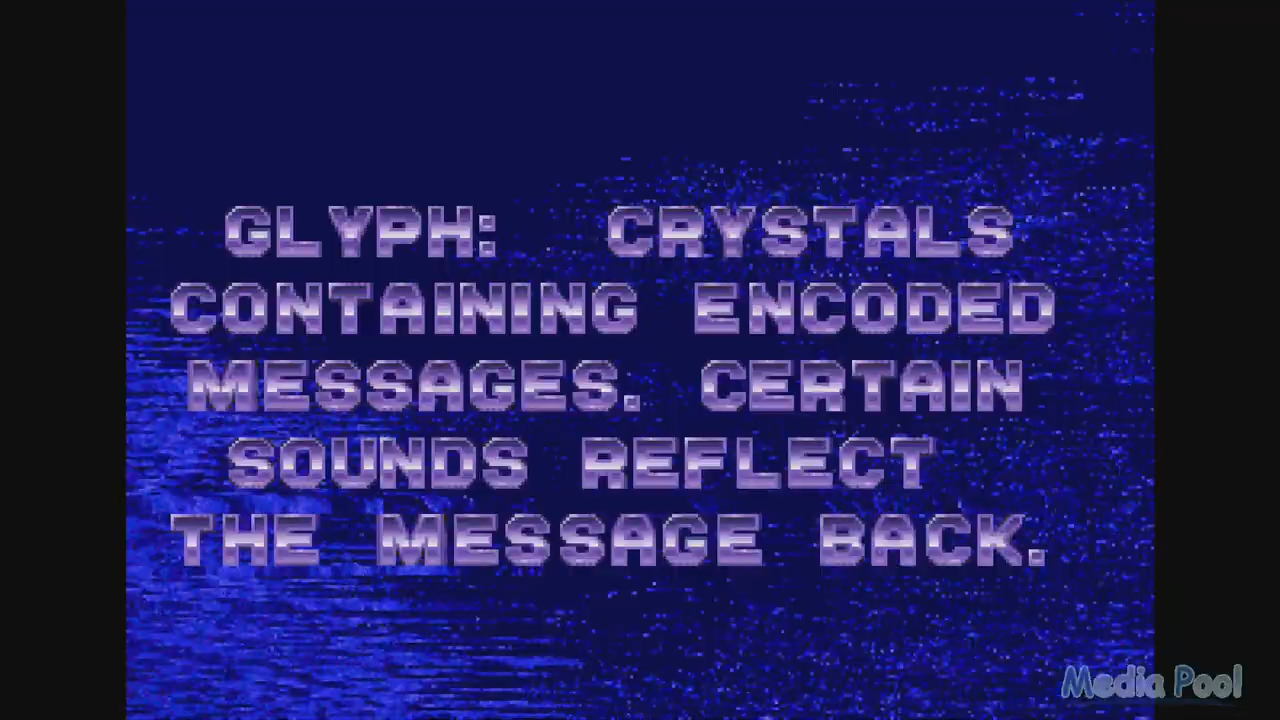 GLYPH: CRYSTALS
CONTAINING ENCODED
MESSAGES. CERTAIN
SOUNDS REFLECT
THE MESSAGE BACK.
Media Pool